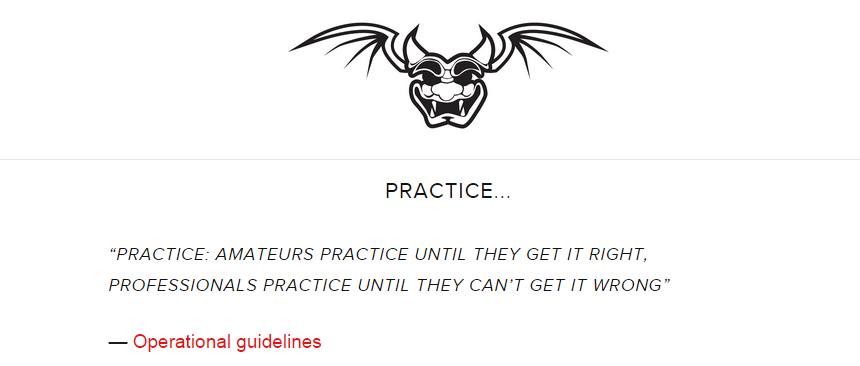 PRACTICE...
“PRACTICE: AMATEURS PRACTICE UNTIL THEY GET IT RIGHT,
PROFESSIONALS PRACTICE UNTIL THEY CAN’T GET IT WRONG”
— Operational guidelines